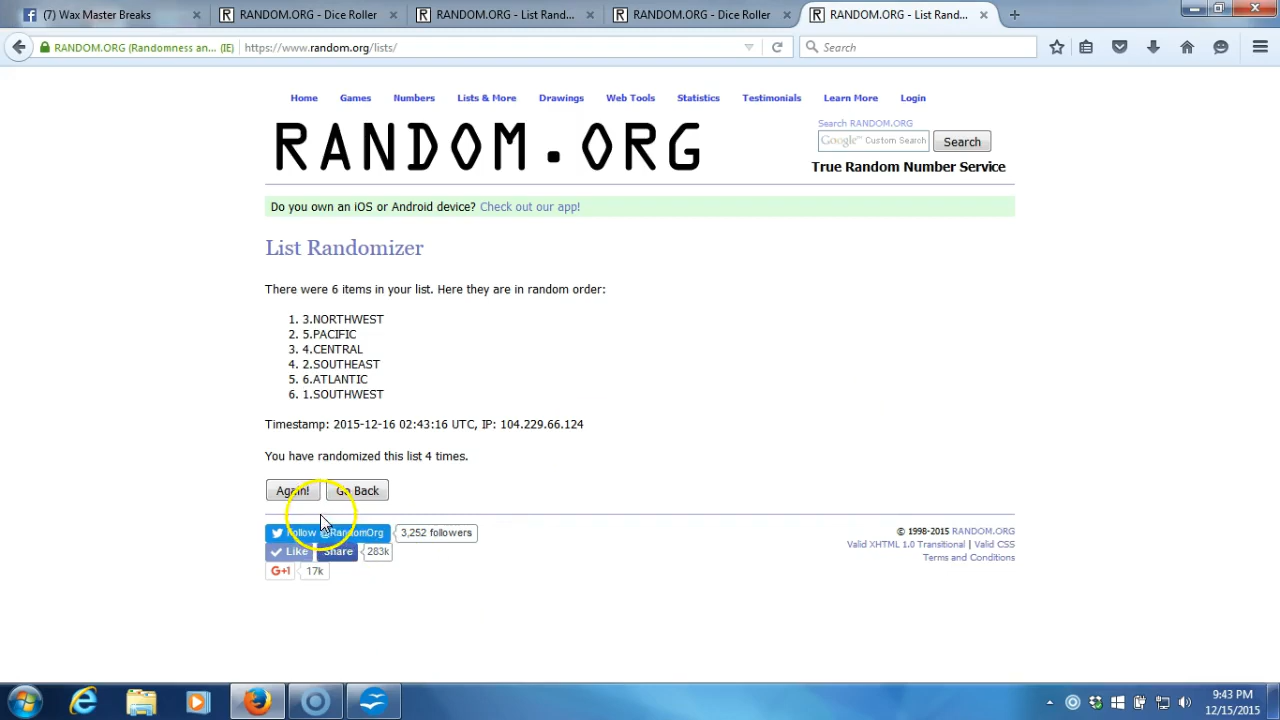 (7) Wax Master Breaks
RANDOM.ORG - Dice Roller
RANDOM.ORG - List Rand...
RANDOM.ORG - Dice Roller
RANDOM.ORG - List Rand...
RANDOM.ORG (Randomness an... (IE)
https://www.random.org/lists/
Search
Home Games Numbers Lists & More Drawings Web Tools Statistics Testimonials Learn More Login
RANDOM.ORG
Search RANDOM.ORG
Google™ Custom Search
Search
True Random Number Service
Do you own an iOS or Android device? Check out our app!
List Randomizer
There were 6 items in your list. Here they are in random order:
1. 3.NORTHWEST
2. 5.PACIFIC
3. 4.CENTRAL
4. 2.SOUTHEAST
5. 6.ATLANTIC
6. 1.SOUTHWEST
Timestamp: 2015-12-16 02:43:16 UTC, IP: 104.229.66.124
You have randomized this list 4 times.
Again! Go Back
Follow @RandomOrg 3,252 followers
Like Share 283k
G+1 17k
© 1998-2015 RANDOM.ORG
Valid XHTML 1.0 Transitional | Valid CSS
Terms and Conditions
9:43 PM
12/15/2015